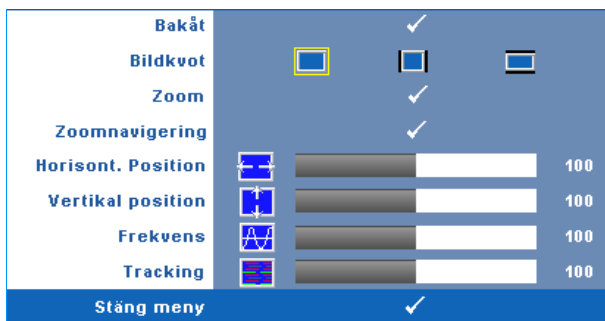 Bakåt
Bildkvot
Zoom
Zoomnavigering
Horisont. Position 100
Vertikal position 100
Frekvens 100
Tracking 100
Stäng meny